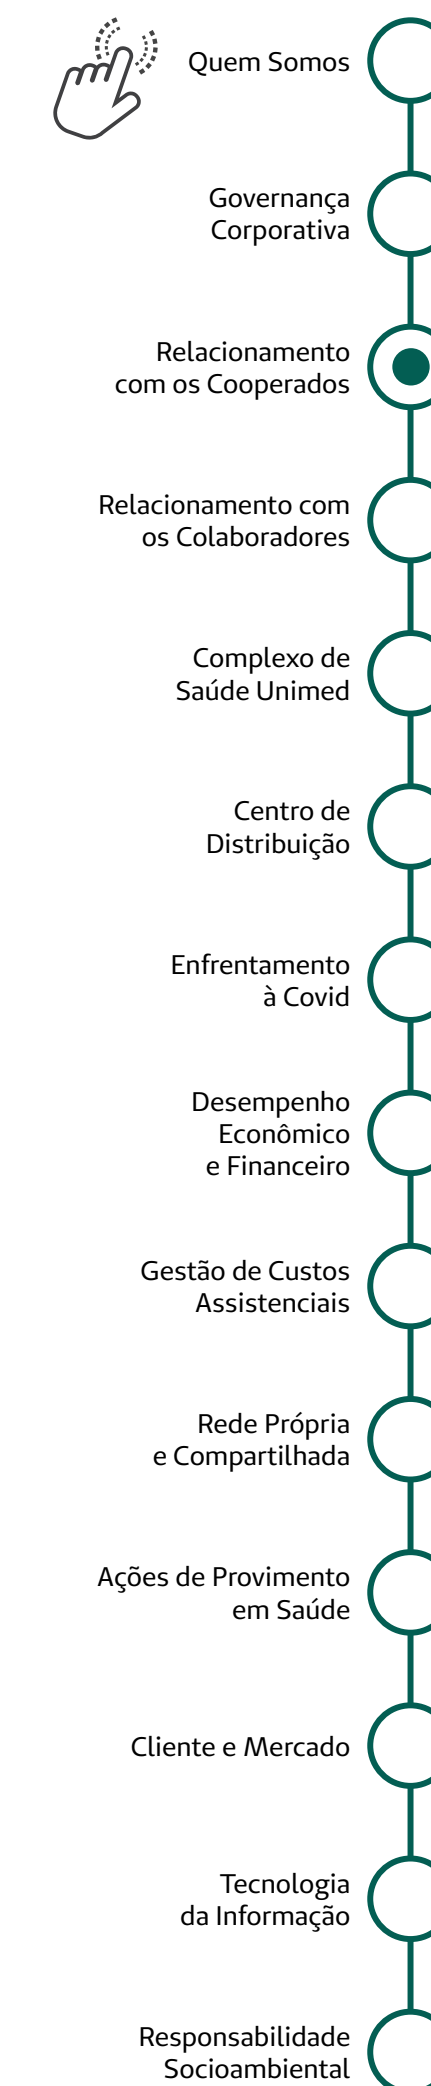 Quem Somos
Governança
Corporativa
Relacionamento
com os Cooperados
Relacionamento com
os Colaboradores
Complexo de
Saúde Unimed
Centro de
Distribuição
Enfrentamento
à Covid
Desempenho
Econômico
e Financeiro
Gestão de Custos
Assistenciais
Rede Própria
e Compartilhada
Ações de Provimento
em Saúde
Cliente e Mercado
Tecnologia
da Informação
Responsabilidade
Socioambiental